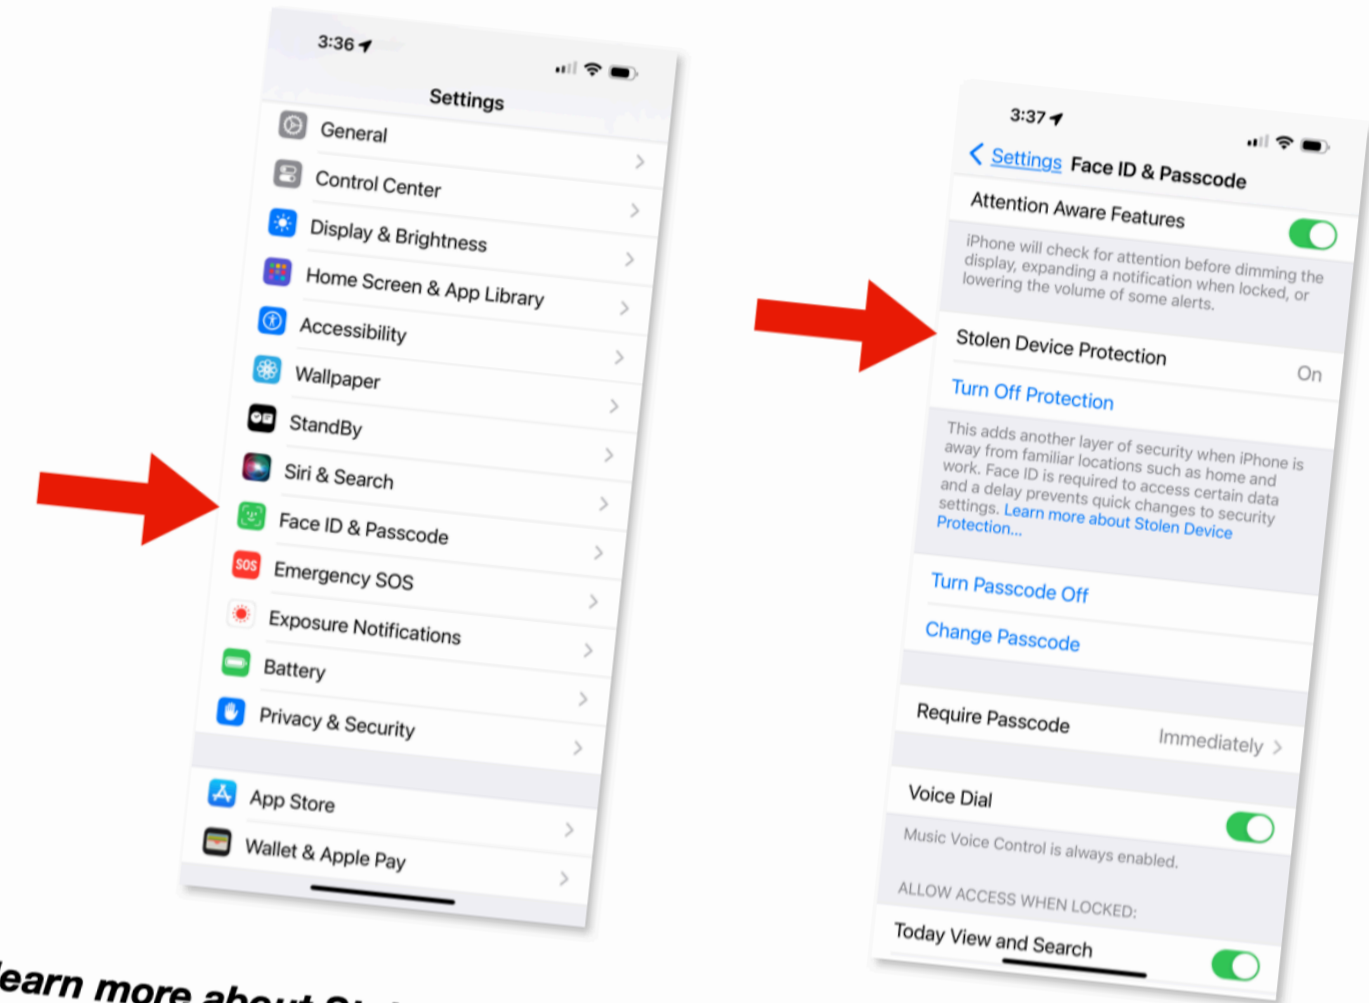 3:36
Settings
General
Control Center
Display & Brightness
Home Screen & App Library
Accessibility
Wallpaper
StandBy
Siri & Search
Face ID & Passcode
SOS
Emergency SOS
Exposure Notifications
Battery
Privacy & Security
App Store
Wallet & Apple Pay
3:37
Settings Face ID & Passcode
Attention Aware Features
iPhone will check for attention before dimming the
display, expanding a notification when locked, or
lowering the volume of some alerts.
Stolen Device Protection On
Turn Off Protection
This adds another layer of security when iPhone is
away from familiar locations such as home and
work. Face ID is required to access certain data
and a delay prevents quick changes to security
settings. Learn more about Stolen Device
Protection...
Turn Passcode Off
Change Passcode
Require Passcode Immediately
Voice Dial
Music Voice Control is always enabled.
ALLOW ACCESS WHEN LOCKED:
Today View and Search
learn more about